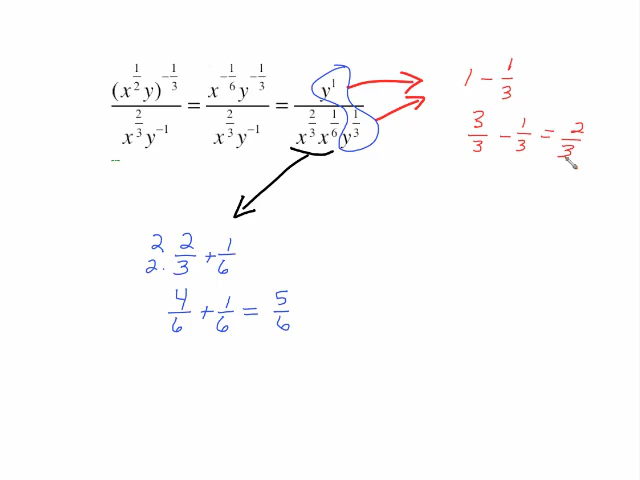 (x^{1/2} y)^{-1/3} / x^{2/3} y^{-1} = x^{-1/6} y^{-1/3} / x^{2/3} y^{-1} = y^1 / x^{2/3} x^{1/6} y^{1/3}
1 - 1/3
3/3 - 1/3 = 2/3
2/2 · 2/3 + 1/6
4/6 + 1/6 = 5/6